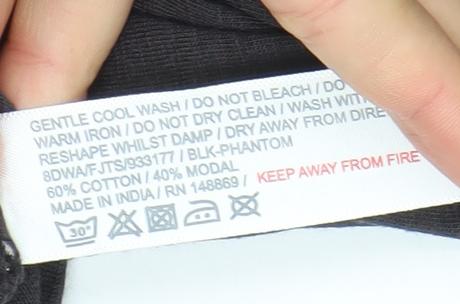 GENTLE COOL WASH / DO NOT BLEACH / DO
WARM IRON / DO NOT DRY CLEAN / WASH WITH
RESHAPE WHILST DAMP / DRY AWAY FROM DIRE
8DWA/FJTS/933177 / BLK-PHANTOM
60% COTTON / 40% MODAL
MADE IN INDIA / RN 148869 / KEEP AWAY FROM FIRE
30°